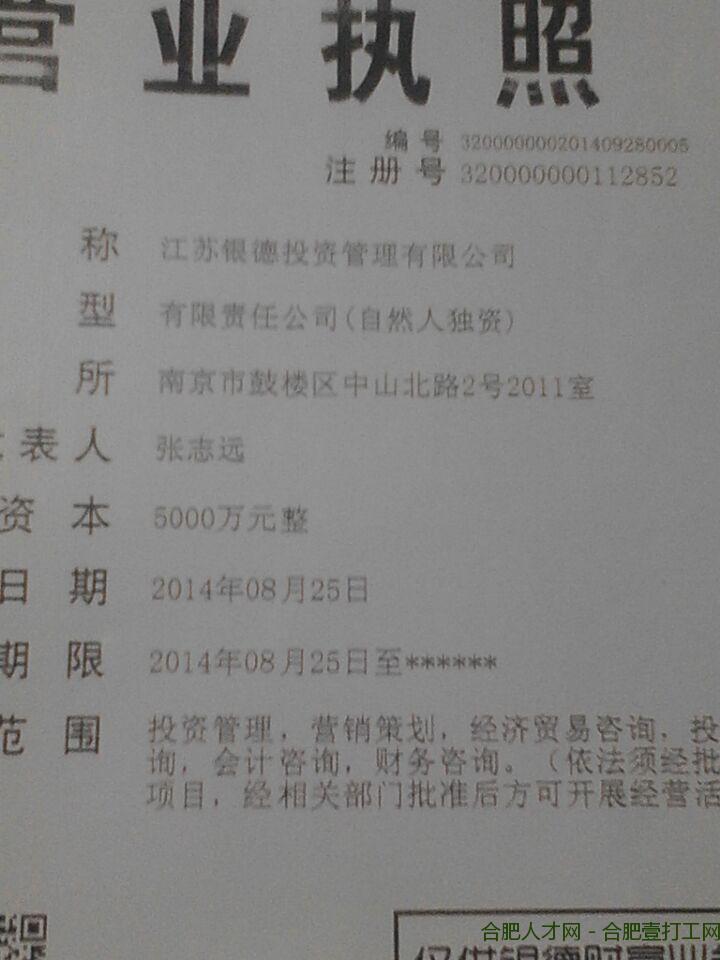 营业执照
编号 320000000201409280005
注册号 320000000112852
称 江苏银德投资管理有限公司
型 有限责任公司(自然人独资)
所 南京市鼓楼区中山北路2号2011室
表人 张志远
资本 5000万元整
日期 2014年08月25日
期限 2014年08月25日至******
范围 投资管理，营销策划，经济贸易咨询，投
询，会计咨询，财务咨询。（依法须经批
项目，经相关部门批准后方可开展经营活
合肥人才网 - 合肥壹打工网
仅供银德财富